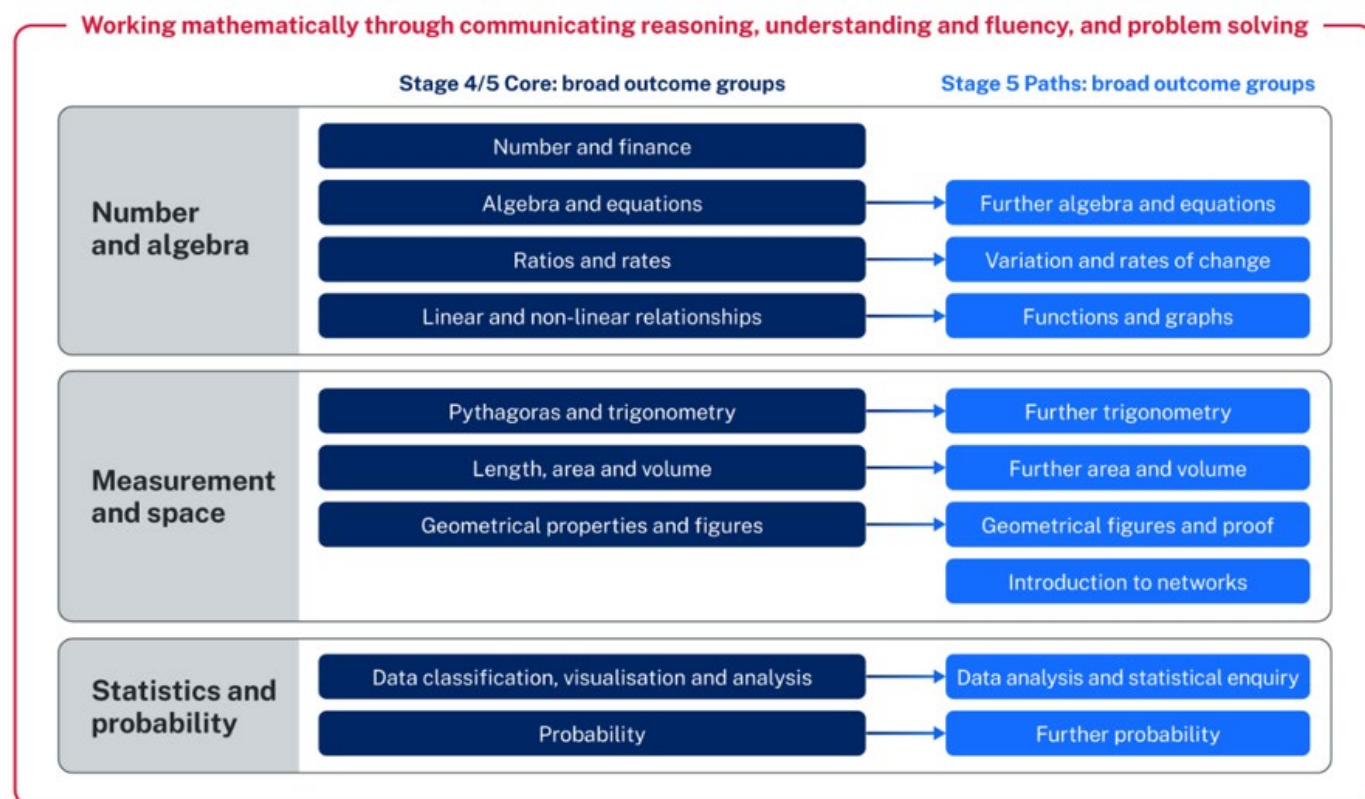 Working mathematically through communicating reasoning, understanding and fluency, and problem solving
Stage 4/5 Core: broad outcome groups
Stage 5 Paths: broad outcome groups
Number
and algebra
Number and finance
Algebra and equations
Further algebra and equations
Ratios and rates
Variation and rates of change
Linear and non-linear relationships
Functions and graphs
Measurement
and space
Pythagoras and trigonometry
Further trigonometry
Length, area and volume
Further area and volume
Geometrical properties and figures
Geometrical figures and proof
Introduction to networks
Statistics and
probability
Data classification, visualisation and analysis
Data analysis and statistical enquiry
Probability
Further probability